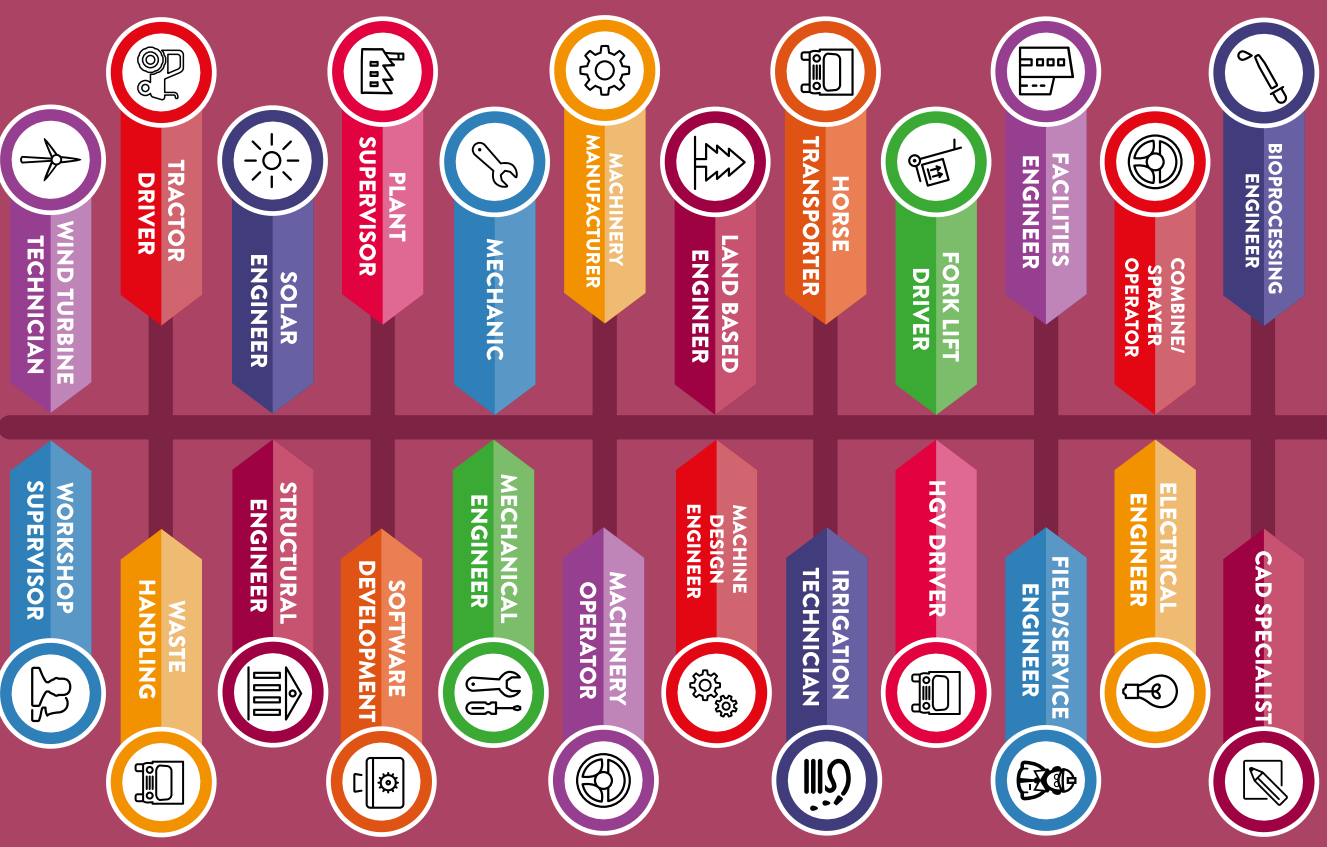 BIOPROCESSING
ENGINEER
CAD SPECIALIST
COMBINE/
SPRAYER
OPERATOR
ELECTRICAL
ENGINEER
FACILITIES
ENGINEER
FIELD/SERVICE
ENGINEER
FORK LIFT
DRIVER
HGV DRIVER
HORSE
TRANSPORTER
IRRIGATION
TECHNICIAN
LAND BASED
ENGINEER
MACHINE
DESIGN
ENGINEER
MACHINERY
MANUFACTURER
MACHINERY
OPERATOR
MECHANIC
MECHANICAL
ENGINEER
PLANT
SUPERVISOR
SOFTWARE
DEVELOPMENT
SOLAR
ENGINEER
STRUCTURAL
ENGINEER
TRACTOR
DRIVER
WASTE
HANDLING
WIND TURBINE
TECHNICIAN
WORKSHOP
SUPERVISOR